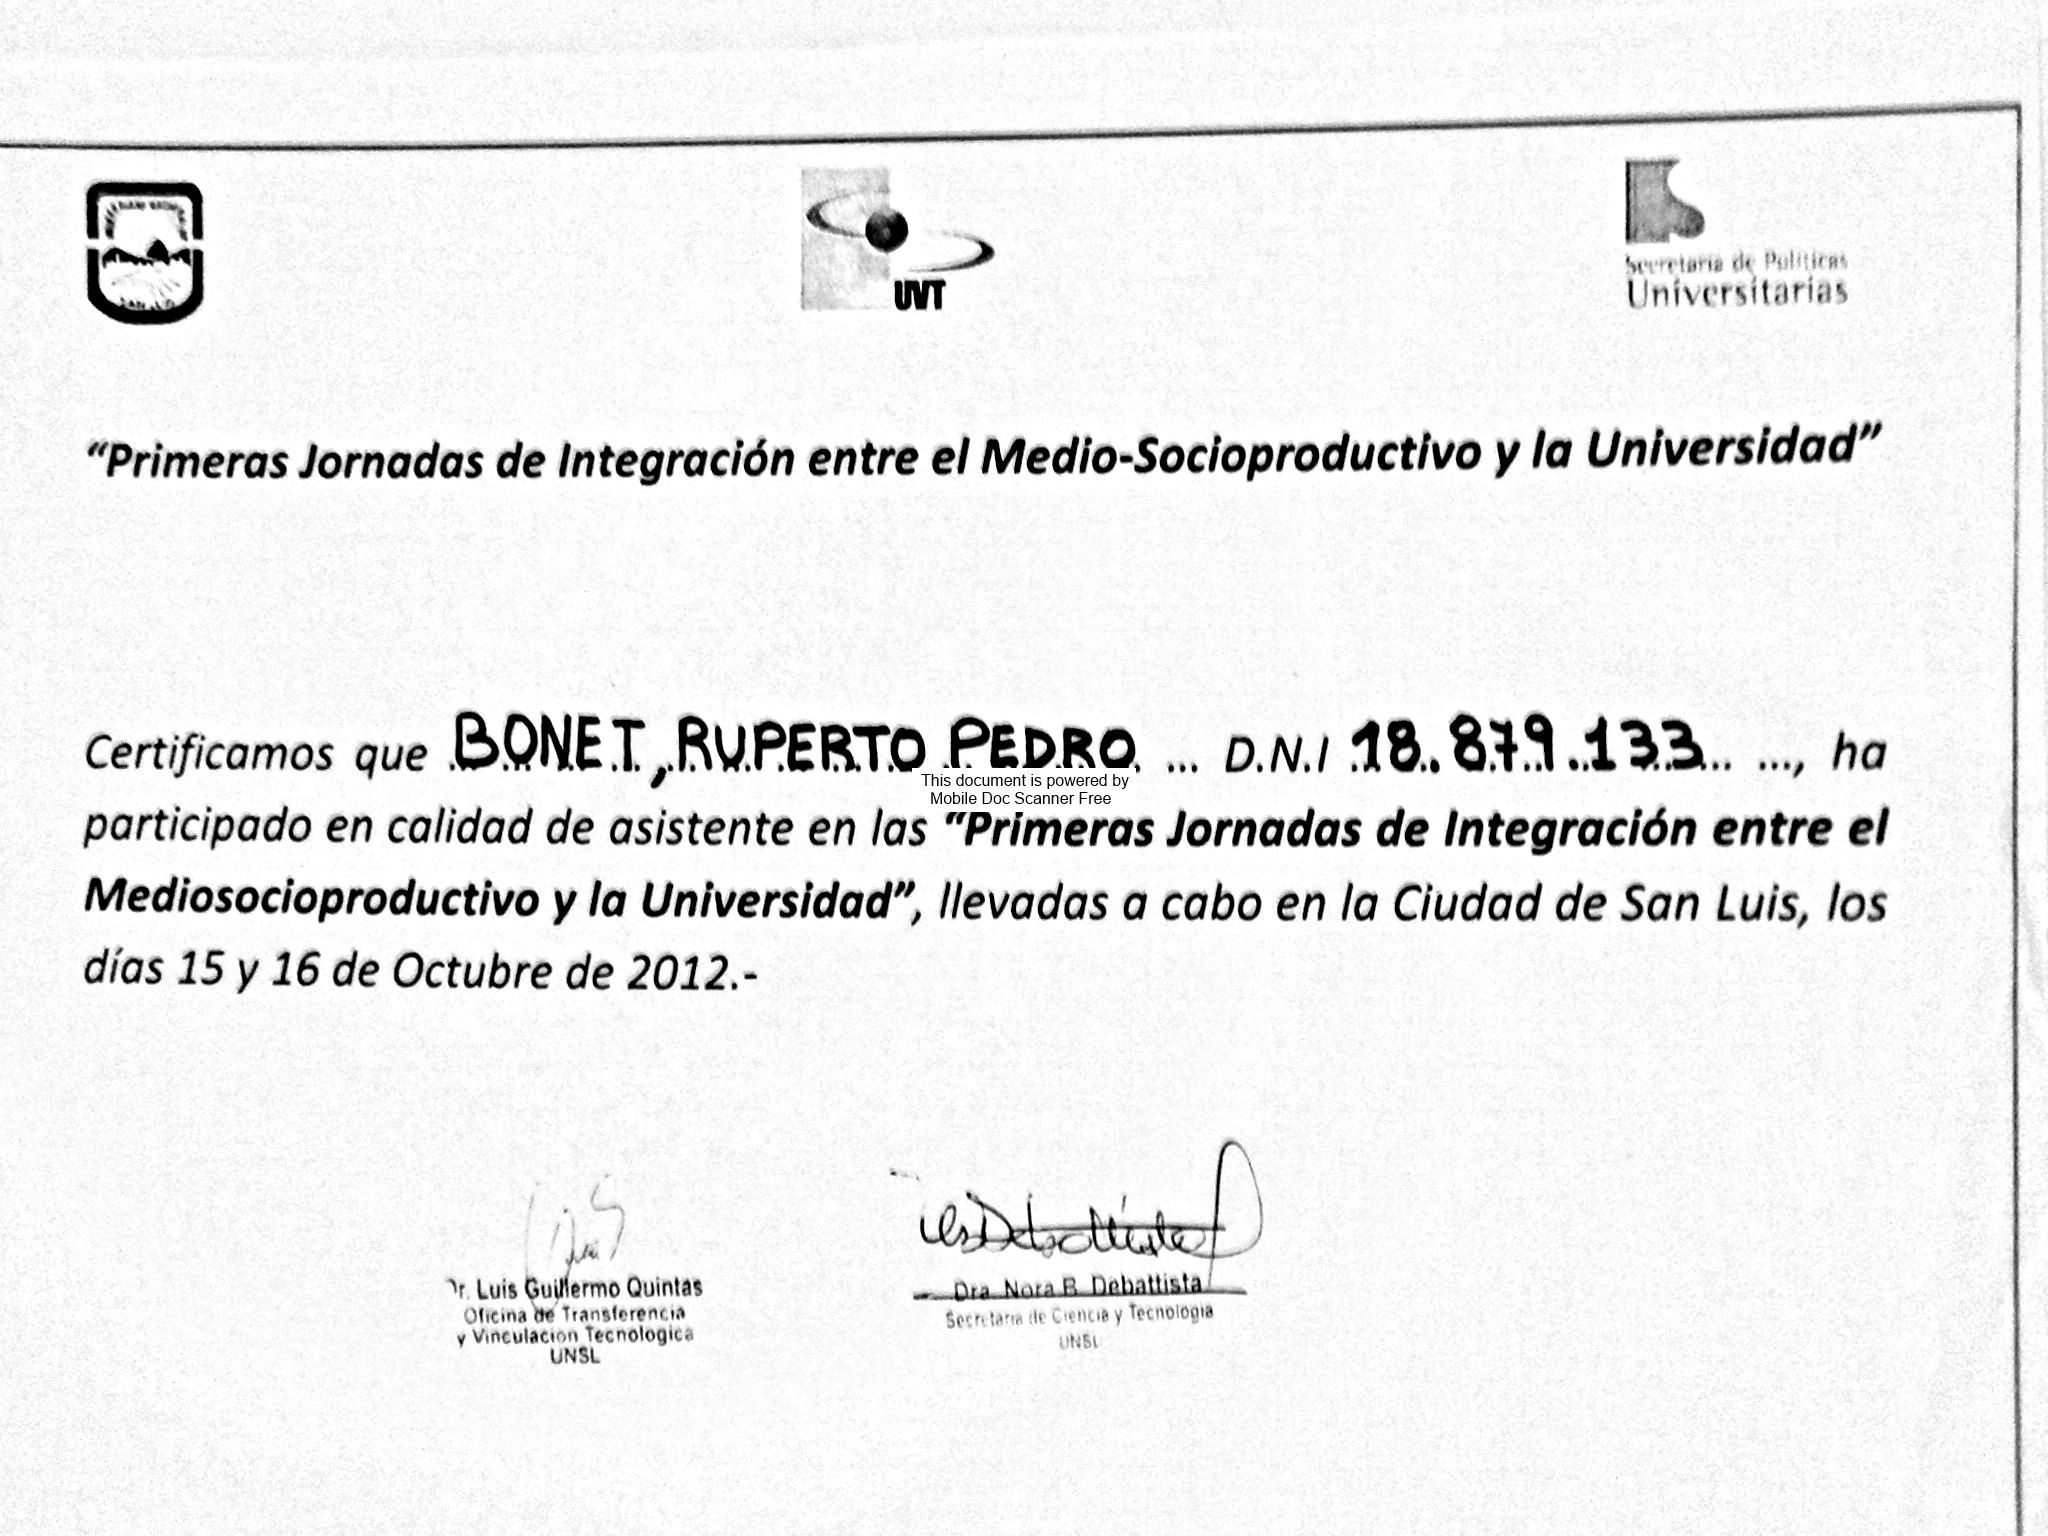 UVT
Secretaría de Políticas
Universitarias
“Primeras Jornadas de Integración entre el Medio-Socioproductivo y la Universidad”
Certificamos que BONET, RUPERTO PEDRO ... D.N.I 18.879.133 ..., ha
This document is powered by
Mobile Doc Scanner Free
participado en calidad de asistente en las “Primeras Jornadas de Integración entre el
Mediosocioproductivo y la Universidad”, llevadas a cabo en la Ciudad de San Luis, los
días 15 y 16 de Octubre de 2012.-
Dr. Luis Guillermo Quintas
Oficina de Transferencia
y Vinculacion Tecnologica
UNSL
Dra. Nora B. Debattista
Secretaria de Ciencia y Tecnología
UNSL